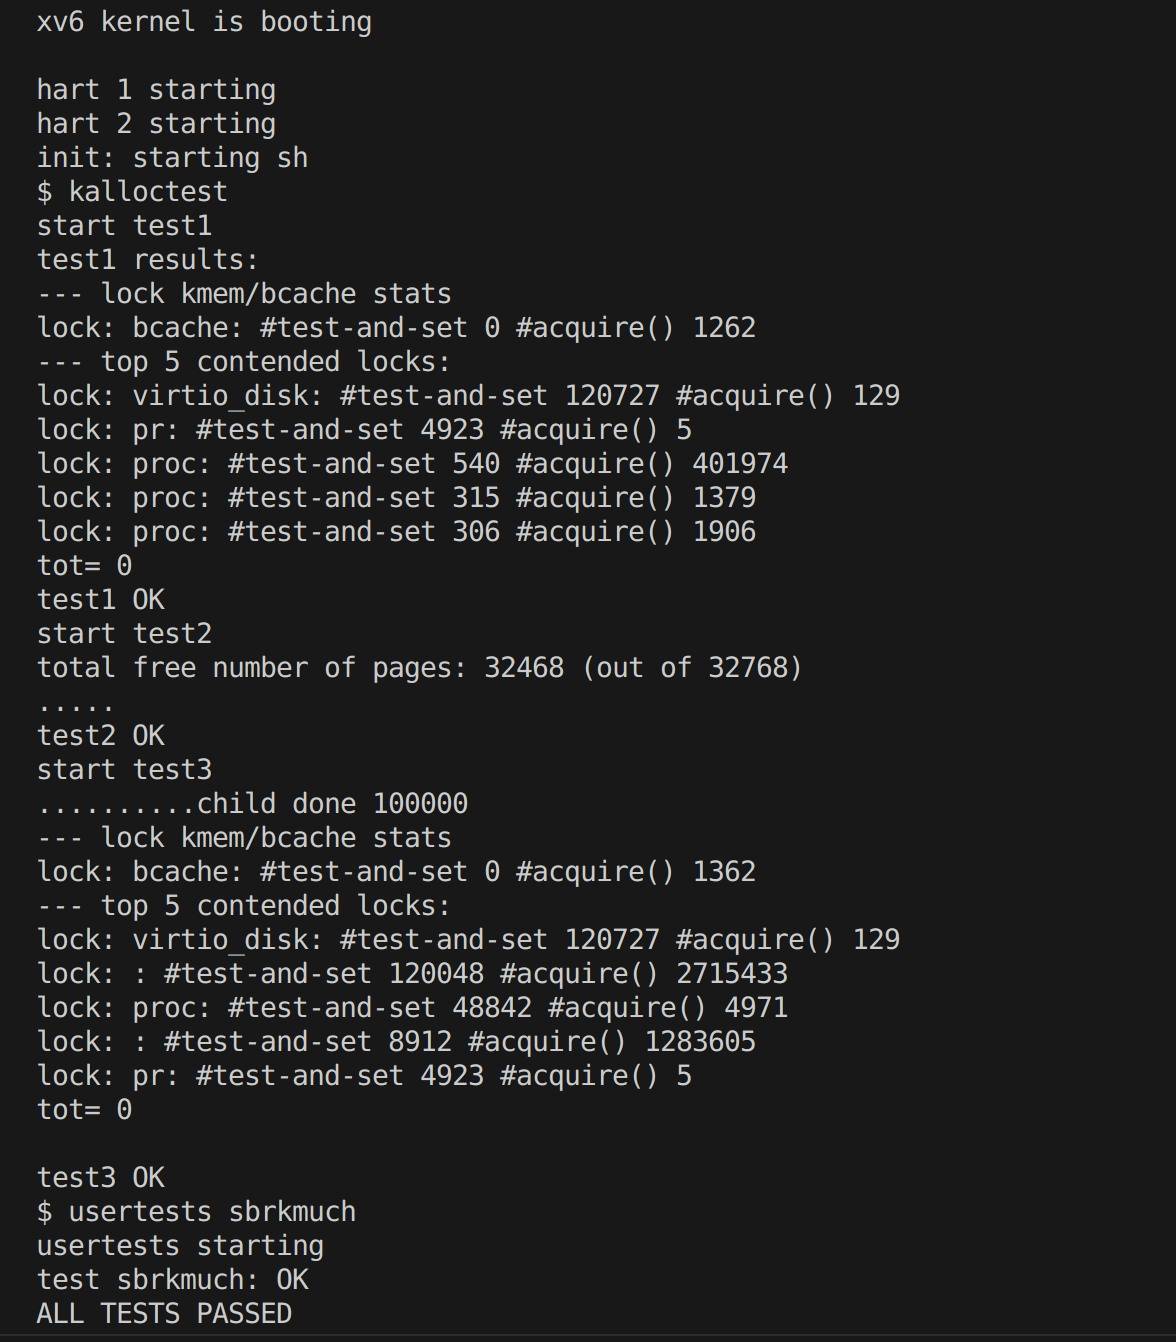 xv6 kernel is booting
hart 1 starting
hart 2 starting
init: starting sh
$ kalloctest
start test1
test1 results:
--- lock kmem/bcache stats
lock: bcache: #test-and-set 0 #acquire() 1262
--- top 5 contended locks:
lock: virtio_disk: #test-and-set 120727 #acquire() 129
lock: pr: #test-and-set 4923 #acquire() 5
lock: proc: #test-and-set 540 #acquire() 401974
lock: proc: #test-and-set 315 #acquire() 1379
lock: proc: #test-and-set 306 #acquire() 1906
tot= 0
test1 OK
start test2
total free number of pages: 32468 (out of 32768)
.....
test2 OK
start test3
..........child done 100000
--- lock kmem/bcache stats
lock: bcache: #test-and-set 0 #acquire() 1362
--- top 5 contended locks:
lock: virtio_disk: #test-and-set 120727 #acquire() 129
lock: : #test-and-set 120048 #acquire() 2715433
lock: proc: #test-and-set 48842 #acquire() 4971
lock: : #test-and-set 8912 #acquire() 1283605
lock: pr: #test-and-set 4923 #acquire() 5
tot= 0
test3 OK
$ usertests sbrkmuch
usertests starting
test sbrkmuch: OK
ALL TESTS PASSED